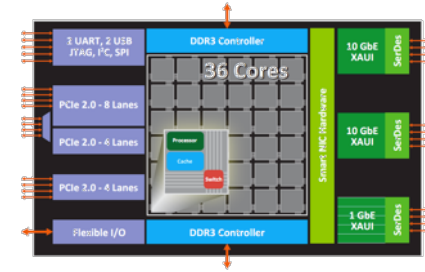 1 UART, 2 USB
JTAG, I²C, SPI
PCIe 2.0 - 8 Lanes
PCIe 2.0 - 4 Lanes
PCIe 2.0 - 4 Lanes
Flexible I/O
DDR3 Controller
36 Cores
Processor
Cache
Switch
DDR3 Controller
Smart NIC Hardware
10 GbE
XAUI
SerDes
10 GbE
XAUI
SerDes
1 GbE
XAUI
SerDes